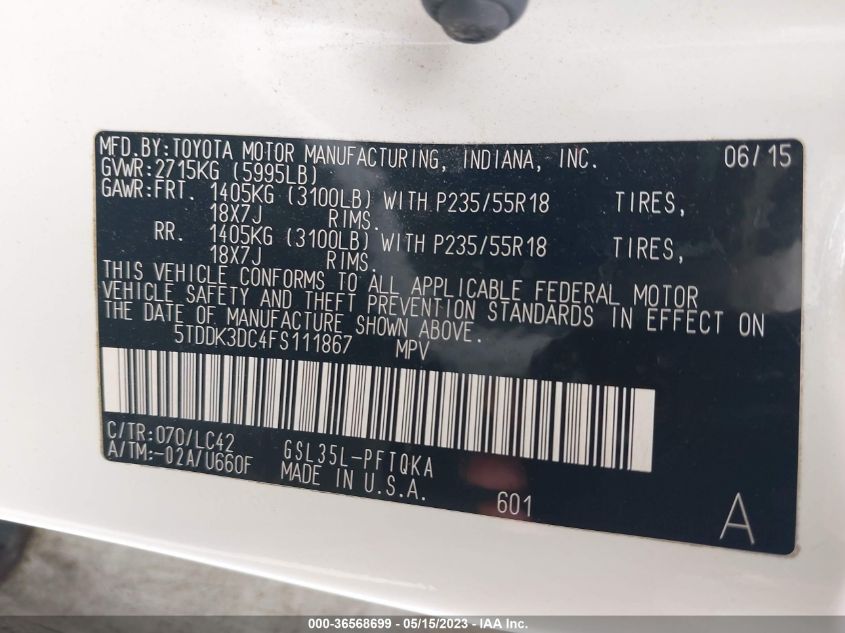 MFD.BY:TOYOTA MOTOR MANUFACTURING, INDIANA, INC. 06/15
GVWR:2715KG (5995LB)
GAWR:FRT. 1405KG (3100LB) WITH P235/55R18 TIRES,
18X7J RIMS.
RR. 1405KG (3100LB) WITH P235/55R18 TIRES,
18X7J RIMS.
THIS VEHICLE CONFORMS TO ALL APPLICABLE FEDERAL MOTOR
VEHICLE SAFETY AND THEFT PREVENTION STANDARDS IN EFFECT ON
THE DATE OF MANUFACTURE SHOWN ABOVE.
5TDDK3DC4FS111867 MPV
C/TR:070/LC42 GSL35L-PFTQKA
A/TM:-02A/U660F MADE IN U.S.A.
601 A
000-36568699 - 05/15/2023 - IAA Inc.